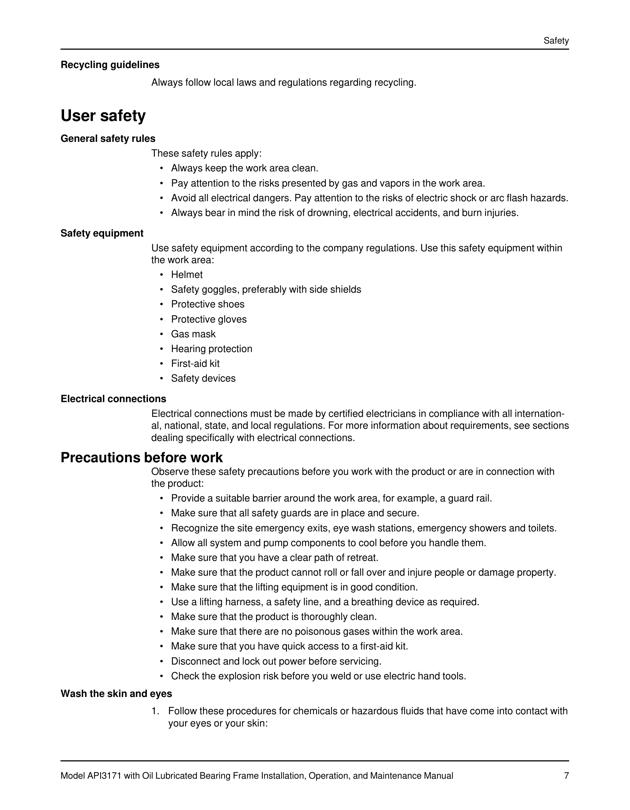 Safety
Recycling guidelines
Always follow local laws and regulations regarding recycling.
User safety
General safety rules
These safety rules apply:
• Always keep the work area clean.
• Pay attention to the risks presented by gas and vapors in the work area.
• Avoid all electrical dangers. Pay attention to the risks of electric shock or arc flash hazards.
• Always bear in mind the risk of drowning, electrical accidents, and burn injuries.
Safety equipment
Use safety equipment according to the company regulations. Use this safety equipment within
the work area:
• Helmet
• Safety goggles, preferably with side shields
• Protective shoes
• Protective gloves
• Gas mask
• Hearing protection
• First-aid kit
• Safety devices
Electrical connections
Electrical connections must be made by certified electricians in compliance with all internation-
al, national, state, and local regulations. For more information about requirements, see sections
dealing specifically with electrical connections.
Precautions before work
Observe these safety precautions before you work with the product or are in connection with
the product:
• Provide a suitable barrier around the work area, for example, a guard rail.
• Make sure that all safety guards are in place and secure.
• Recognize the site emergency exits, eye wash stations, emergency showers and toilets.
• Allow all system and pump components to cool before you handle them.
• Make sure that you have a clear path of retreat.
• Make sure that the product cannot roll or fall over and injure people or damage property.
• Make sure that the lifting equipment is in good condition.
• Use a lifting harness, a safety line, and a breathing device as required.
• Make sure that the product is thoroughly clean.
• Make sure that there are no poisonous gases within the work area.
• Make sure that you have quick access to a first-aid kit.
• Disconnect and lock out power before servicing.
• Check the explosion risk before you weld or use electric hand tools.
Wash the skin and eyes
1. Follow these procedures for chemicals or hazardous fluids that have come into contact with
your eyes or your skin:
Model API3171 with Oil Lubricated Bearing Frame Installation, Operation, and Maintenance Manual 7